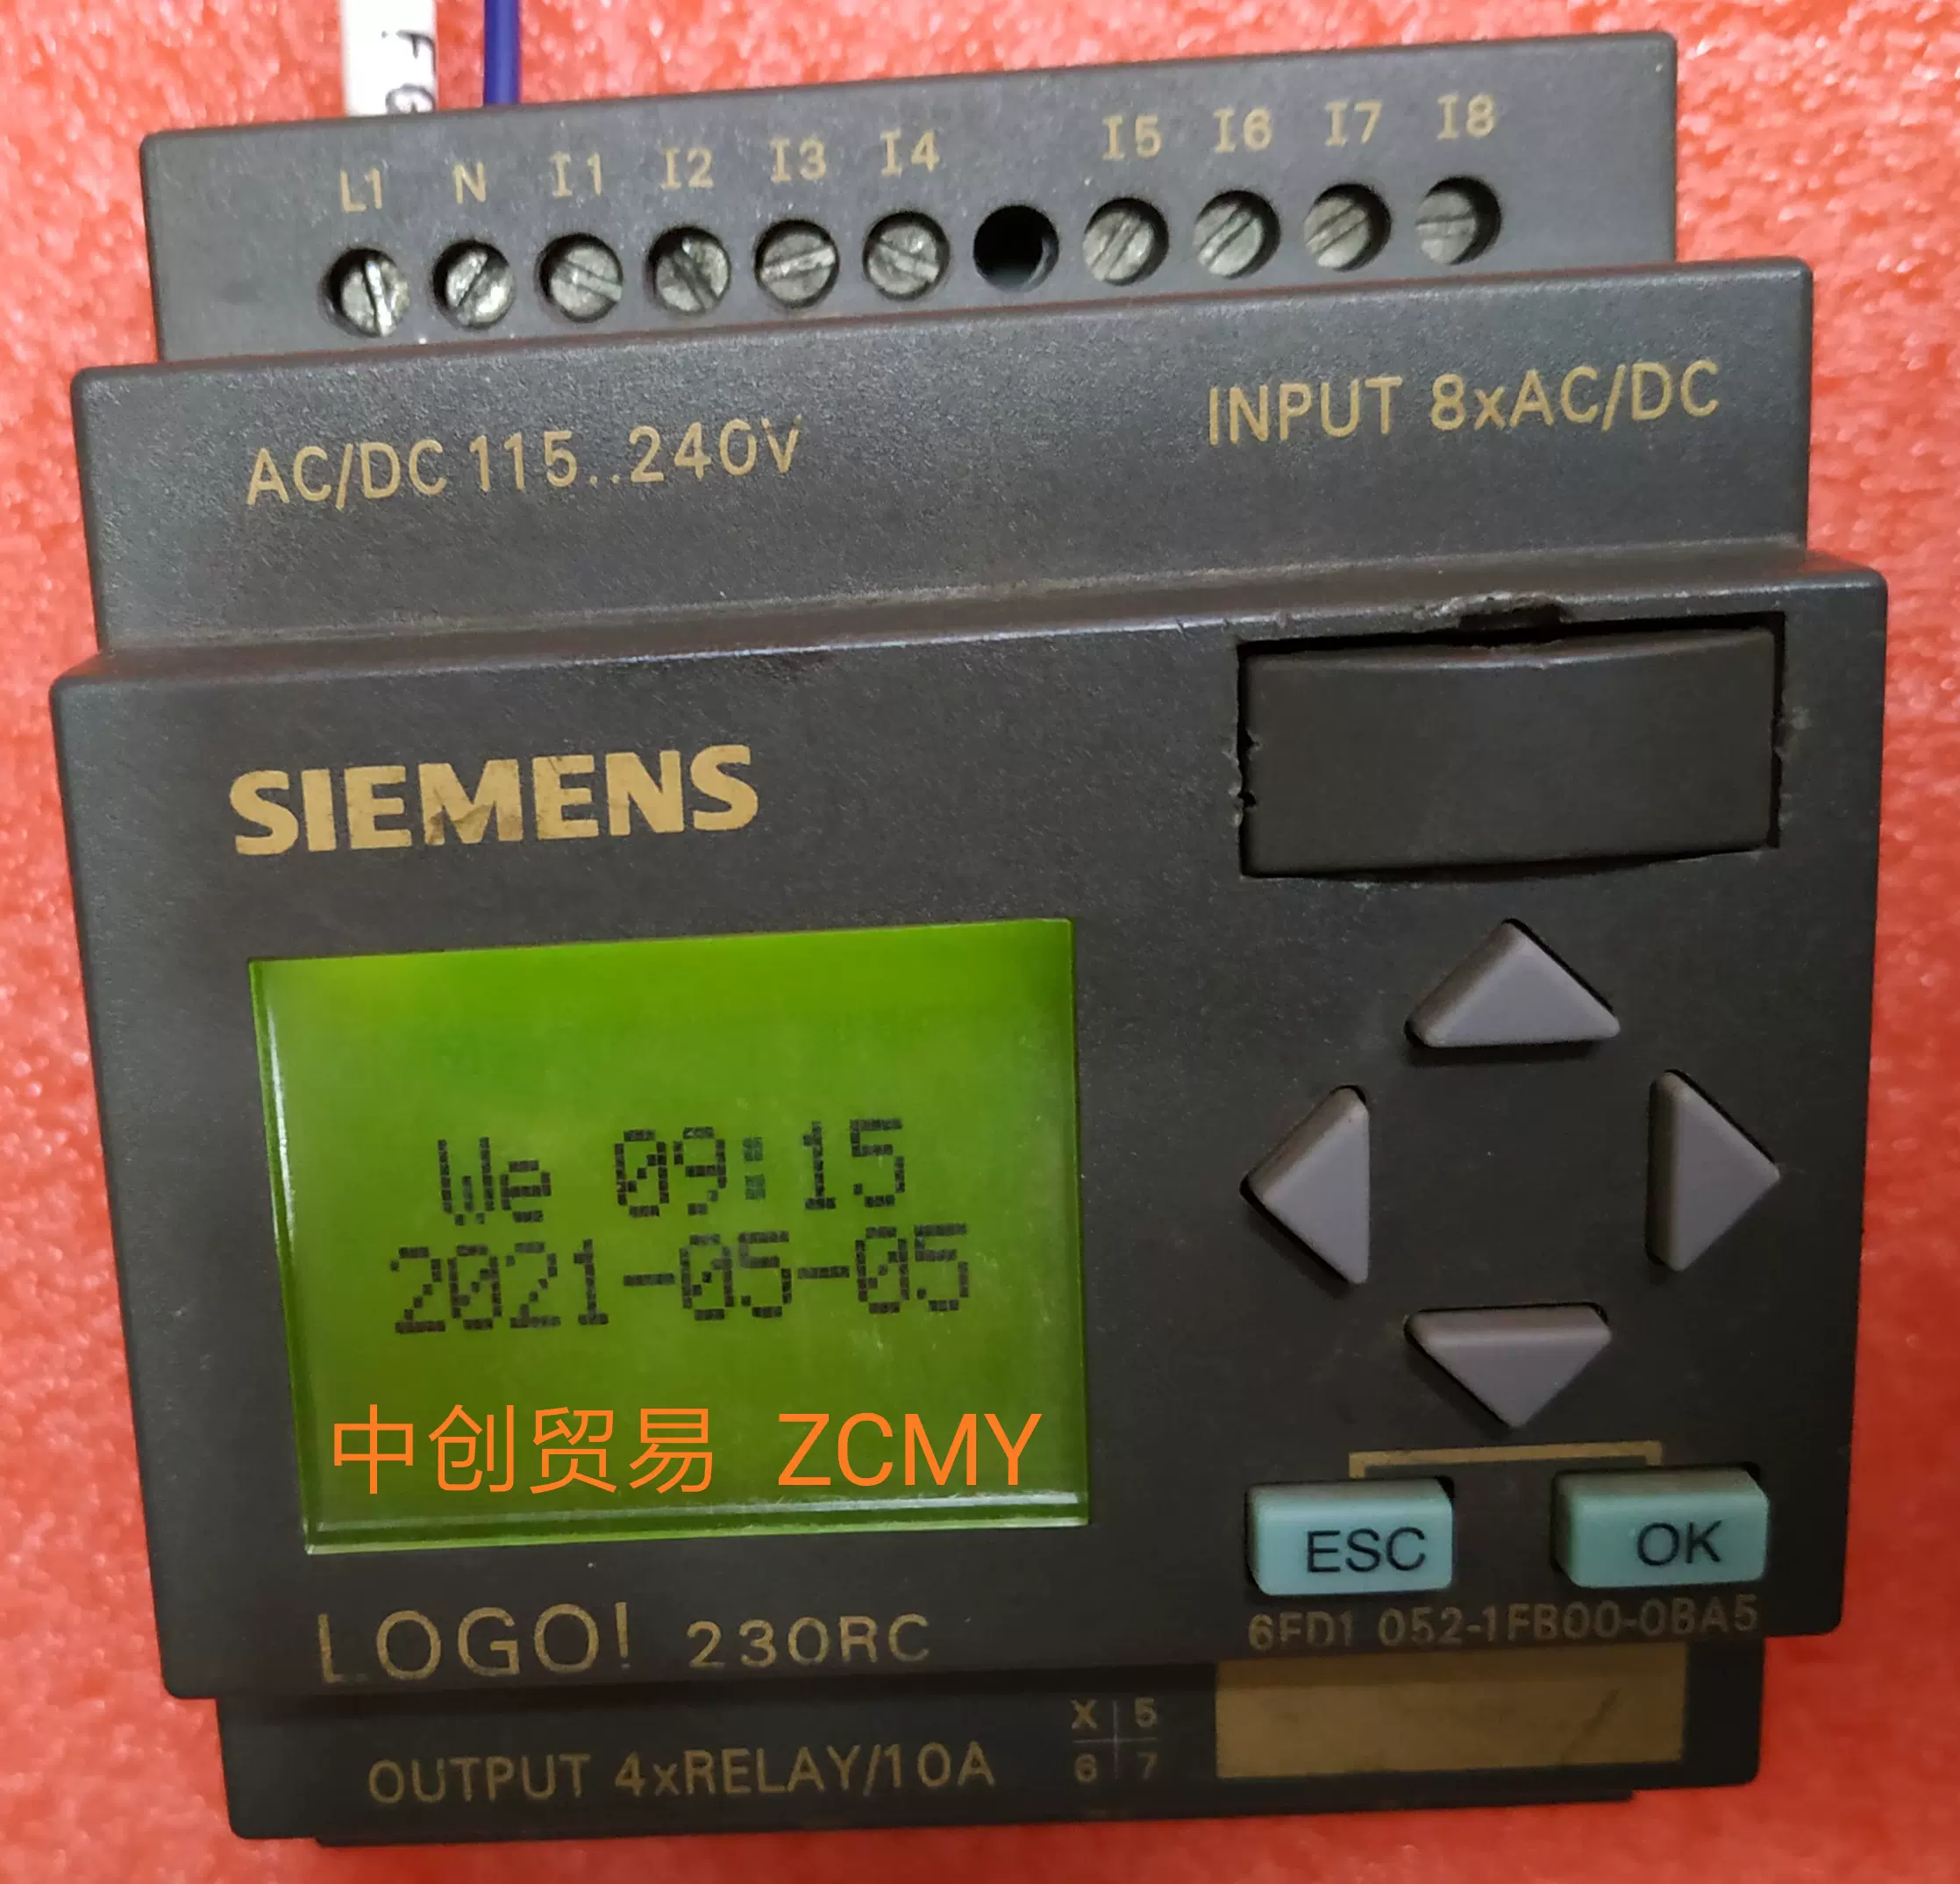 FG
L1 N I1 I2 I3 I4 I5 I6 I7 I8
AC/DC 115..240V INPUT 8xAC/DC
SIEMENS
We 09:15
2021-05-05
中创贸易 ZCMY
ESC OK
LOGO! 230RC 6FD1 052-1FB00-0BA5
X 5
6 7
OUTPUT 4xRELAY/10A